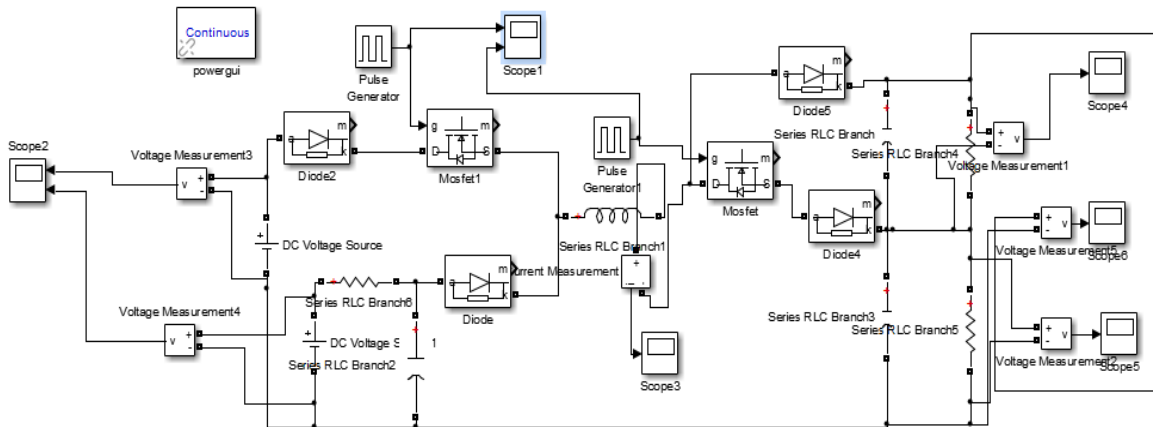 Continuous
powergui
Pulse
Generator
Scope1
Scope2
Voltage Measurement3
v
+
-
a
m
k
Diode2
g
m
D
S
Mosfet1
Pulse
Generator1
g
m
D
S
Mosfet
a
m
k
Diode5
Series RLC Branch
Series RLC Branch4
+
-
v
Voltage Measurement1
Scope4
+
DC Voltage Source
Series RLC Branch1
a
m
k
Diode4
+
-
v
Voltage Measurement5
Scope6
Voltage Measurement4
v
+
-
Series RLC Branch6
a
m
k
Diode
urrent Measurement
+
-
i
Scope3
+
DC Voltage S
1
Series RLC Branch2
Series RLC Branch3
Series RLC Branch5
+
-
v
Voltage Measurement2
Scope5